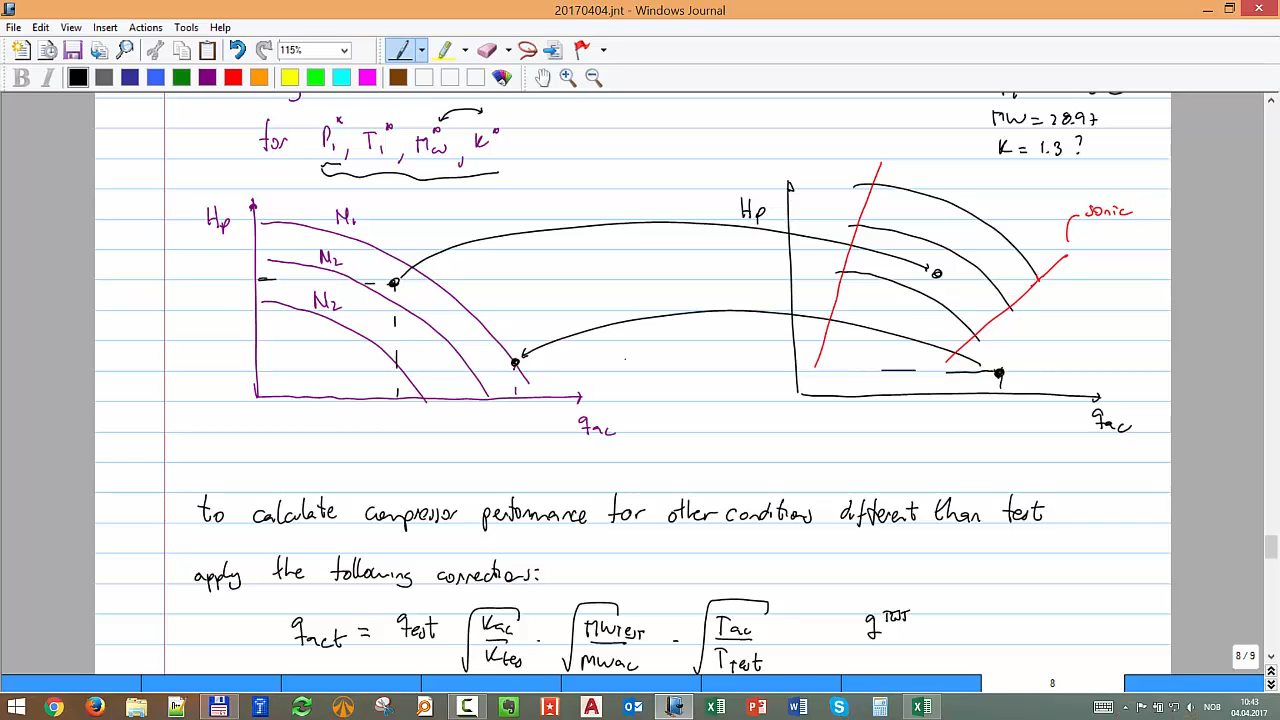 20170404.jnt - Windows Journal
File Edit View Insert Actions Tools Help
115%
B I
for P₁*, T₁*, Mw*, K*
MW = 28.97
K = 1.3 ?
Hp
N₁
N₂
N₂
qac
Hp
sonic
qac
to calculate compressor performance for other conditions different than test
apply the following corrections:
qact = qtest √(Kac/Ktes) · √(MWTest/MWac) · √(Tac/Ttest) q^TEST
8 / 9
8
NOB
10:43
04.04.2017